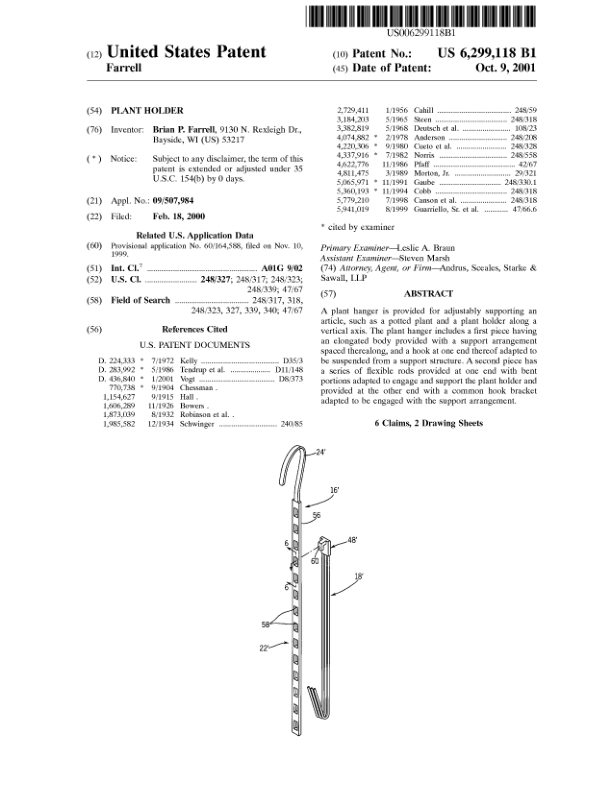 US006299118B1
(12) United States Patent
Farrell
(10) Patent No.: US 6,299,118 B1
(45) Date of Patent: Oct. 9, 2001
(54) PLANT HOLDER
(76) Inventor: Brian P. Farrell, 9130 N. Rexleigh Dr.,
Bayside, WI (US) 53217
( * ) Notice: Subject to any disclaimer, the term of this
patent is extended or adjusted under 35
U.S.C. 154(b) by 0 days.
(21) Appl. No.: 09/507,984
(22) Filed: Feb. 18, 2000
Related U.S. Application Data
(60) Provisional application No. 60/164,588, filed on Nov. 10,
1999.
(51) Int. Cl.7 ........................................ A01G 9/02
(52) U.S. Cl. ...................... 248/327; 248/317; 248/323;
248/339; 47/67
(58) Field of Search ................................ 248/317, 318,
248/323, 327, 339, 340; 47/67
(56) References Cited
U.S. PATENT DOCUMENTS
D. 224,333 * 7/1972 Kelly .................................. D35/3
D. 283,992 * 5/1986 Tendrup et al. ................. D11/148
D. 436,840 * 1/2001 Vogt ................................. D8/373
770,738 * 9/1904 Chessman .
1,154,627 9/1915 Hall .
1,606,289 11/1926 Bowers .
1,873,039 8/1932 Robinson et al. .
1,985,582 12/1934 Schwinger ......................... 240/85
2,729,411 1/1956 Cahill ................................ 248/59
3,184,203 5/1965 Steen ............................... 248/318
3,382,819 5/1968 Deutsch et al. ..................... 108/23
4,074,882 * 2/1978 Anderson ......................... 248/208
4,220,306 * 9/1980 Cueto et al. ...................... 248/328
4,337,916 * 7/1982 Norris .............................. 248/558
4,622,776 11/1986 Pfaff ................................... 42/67
4,811,475 3/1989 Morton, Jr. ........................ 29/321
5,065,971 * 11/1991 Gaube ............................ 248/330.1
5,360,193 * 11/1994 Cobb ............................... 248/318
5,779,210 7/1998 Canson et al. .................... 248/318
5,941,019 8/1999 Guarriello, Sr. et al. .......... 47/66.6
* cited by examiner
Primary Examiner—Leslie A. Braun
Assistant Examiner—Steven Marsh
(74) Attorney, Agent, or Firm—Andrus, Sceales, Starke &
Sawall, LLP
(57) ABSTRACT
A plant hanger is provided for adjustably supporting an
article, such as a potted plant and a plant holder along a
vertical axis. The plant hanger includes a first piece having
an elongated body provided with a support arrangement
spaced therealong, and a hook at one end thereof adapted to
be suspended from a support structure. A second piece has
a series of flexible rods provided at one end with bent
portions adapted to engage and support the plant holder and
provided at the other end with a common hook bracket
adapted to be engaged with the support arrangement.
6 Claims, 2 Drawing Sheets
24'
16'
56
6
48'
60
18'
6
58
22'